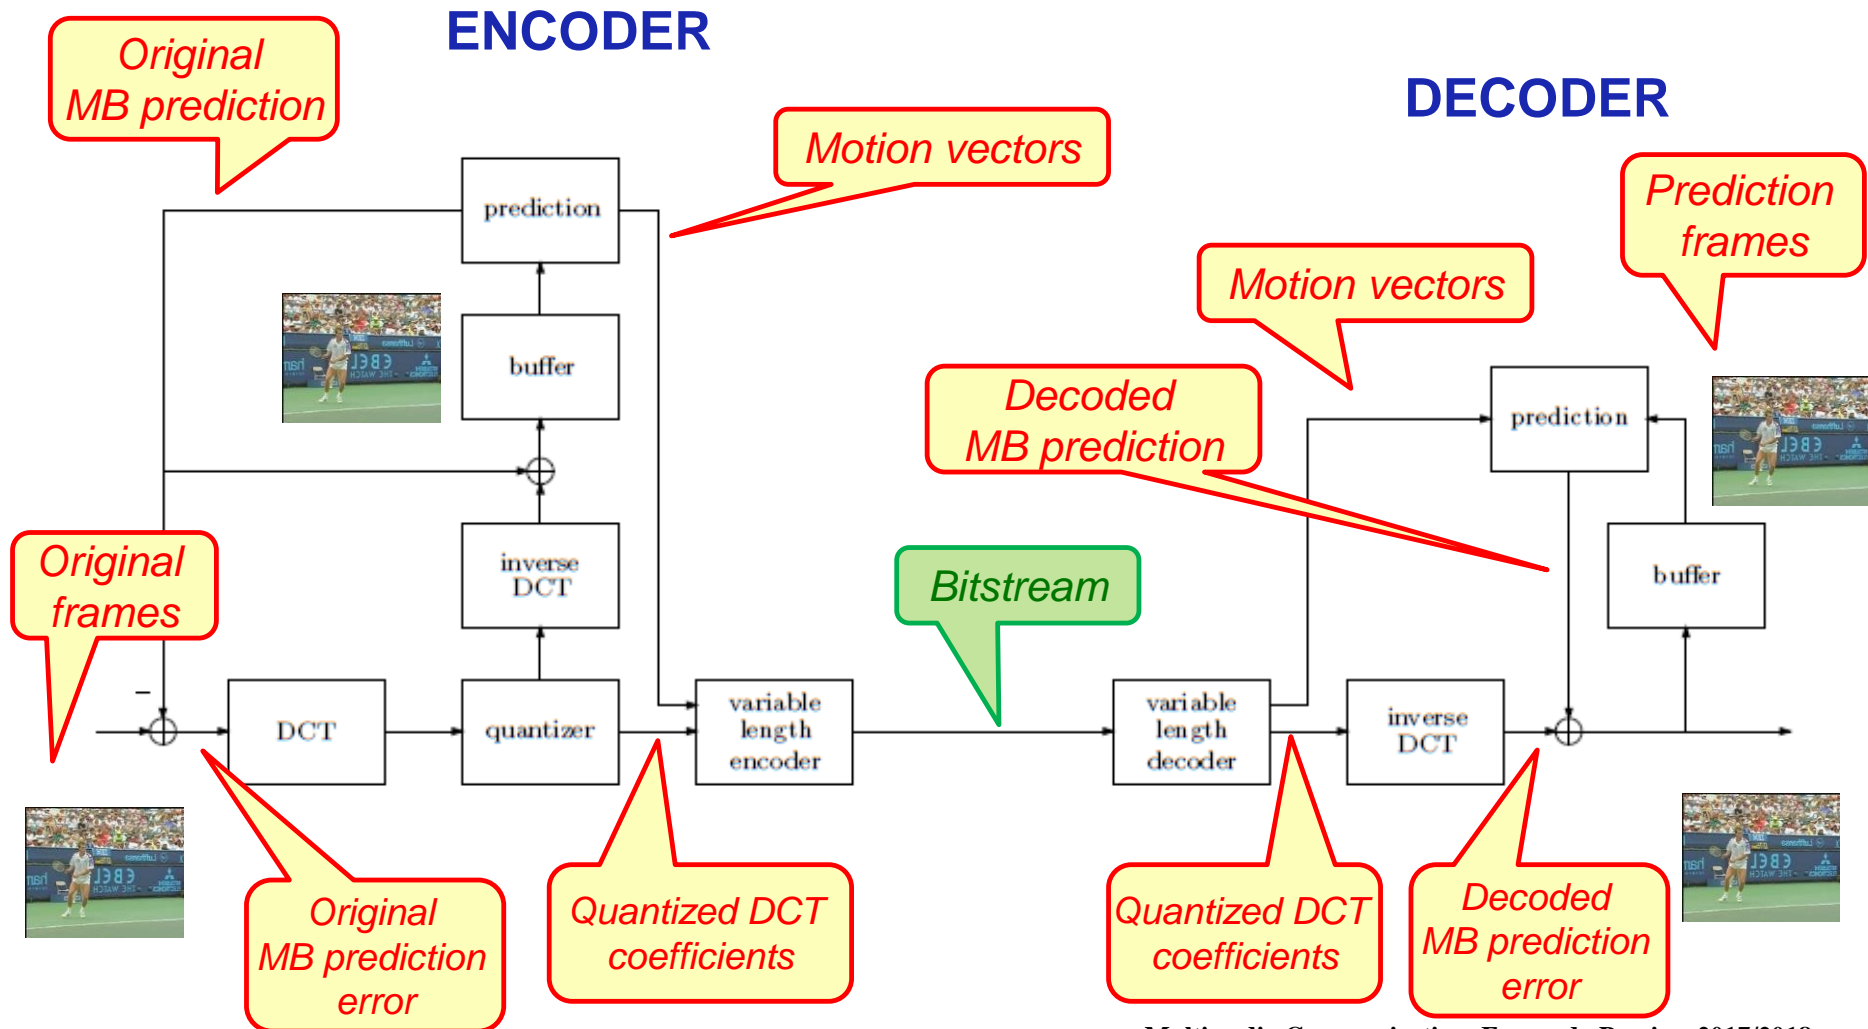 ENCODER
DECODER
Original
MB prediction
Motion vectors
Prediction
frames
prediction
Motion vectors
buffer
Decoded
MB prediction
prediction
Original
frames
inverse
DCT
Bitstream
buffer
–
DCT
quantizer
variable
length
encoder
variable
length
decoder
inverse
DCT
Original
MB prediction
error
Quantized DCT
coefficients
Quantized DCT
coefficients
Decoded
MB prediction
error